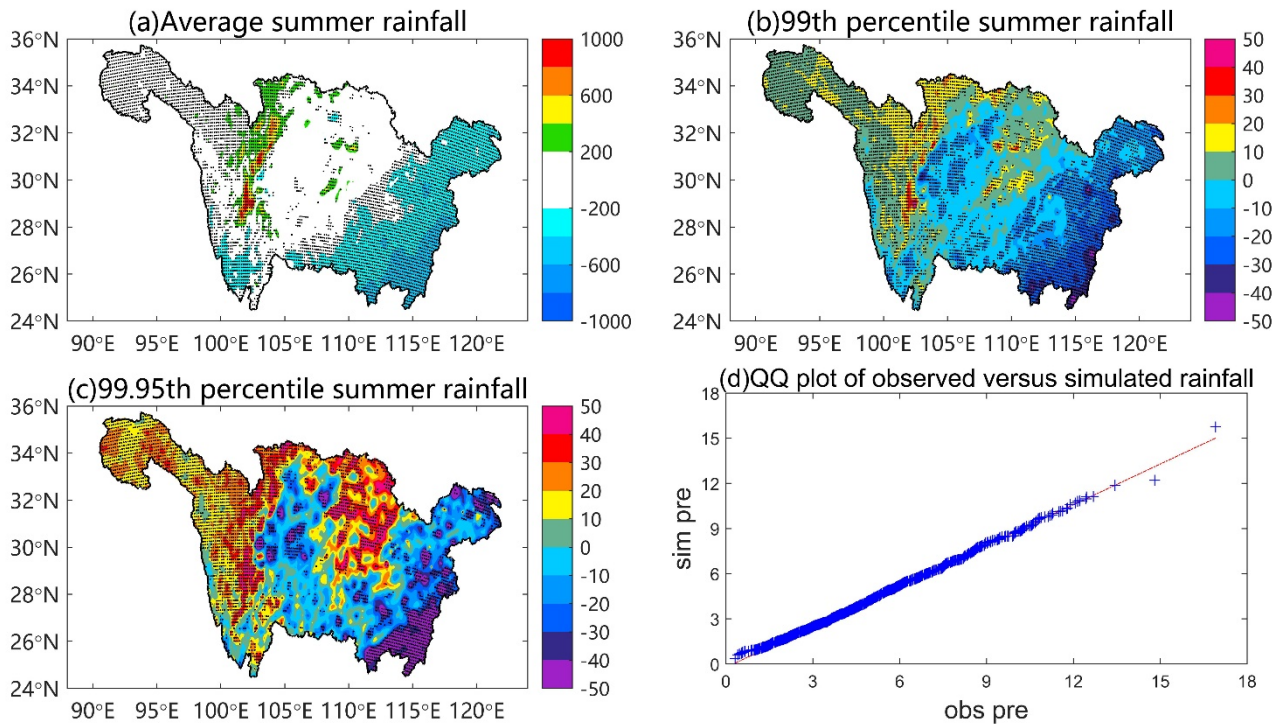 (a)Average summer rainfall
36°N
34°N
32°N
30°N
28°N
26°N
24°N
90°E 95°E 100°E 105°E 110°E 115°E 120°E
1000
600
200
-200
-600
-1000
(b)99th percentile summer rainfall
36°N
34°N
32°N
30°N
28°N
26°N
24°N
90°E 95°E 100°E 105°E 110°E 115°E 120°E
50
40
30
20
10
0
-10
-20
-30
-40
-50
(c)99.95th percentile summer rainfall
36°N
34°N
32°N
30°N
28°N
26°N
24°N
90°E 95°E 100°E 105°E 110°E 115°E 120°E
50
40
30
20
10
0
-10
-20
-30
-40
-50
(d)QQ plot of observed versus simulated rainfall
18
15
12
9
6
3
0
sim pre
0 3 6 9 12 15 18
obs pre